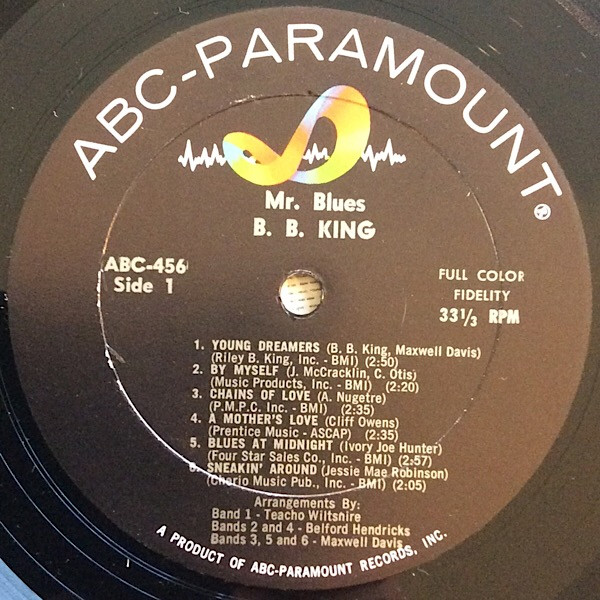 ABC-PARAMOUNT®
Mr. Blues
B. B. KING
ABC-456
Side 1
FULL COLOR
FIDELITY
33 1/3 RPM
1. YOUNG DREAMERS (B. B. King, Maxwell Davis)
(Riley B. King, Inc. - BMI) (2:50)
2. BY MYSELF (J. McCracklin, C. Otis)
(Music Products, Inc. - BMI) (2:20)
3. CHAINS OF LOVE (A. Nugetre)
(P.M.P.C. Inc. - BMI) (2:35)
4. A MOTHER'S LOVE (Cliff Owens)
(Prentice Music - ASCAP) (2:35)
5. BLUES AT MIDNIGHT (Ivory Joe Hunter)
(Four Star Sales Co., Inc. - BMI) (2:57)
6. SNEAKIN' AROUND (Jessie Mae Robinson)
(Cherio Music Pub., Inc. - BMI) (2:05)
Arrangements By:
Band 1 - Teacho Wiltshire
Bands 2 and 4 - Belford Hendricks
Bands 3, 5 and 6 - Maxwell Davis
A PRODUCT OF ABC-PARAMOUNT RECORDS, INC.